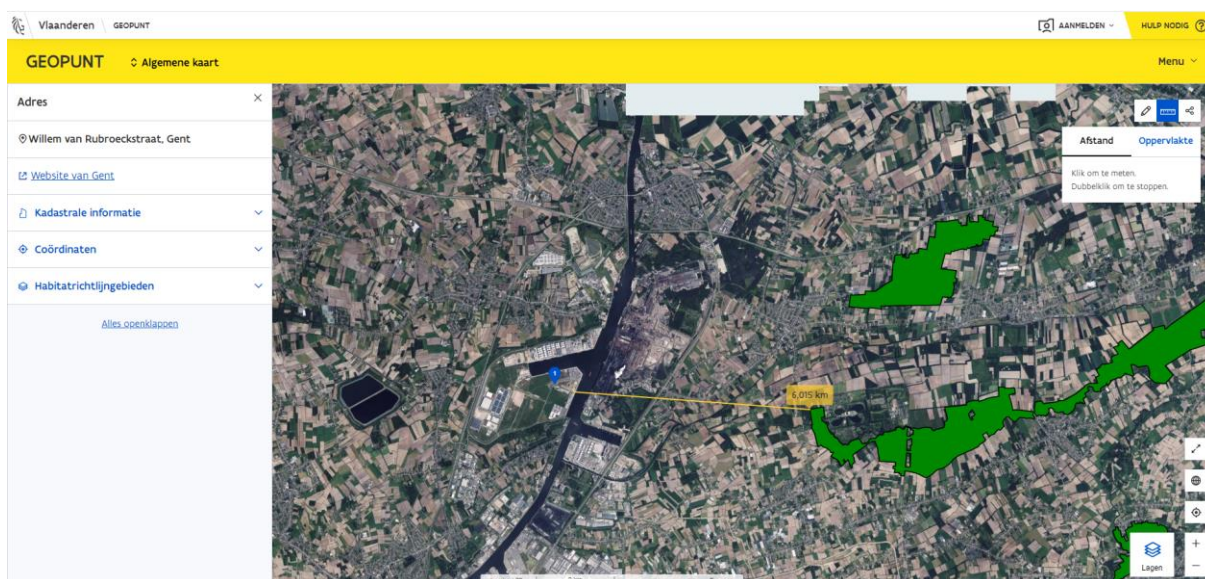 Vlaanderen GEOPUNT AANMELDEN HULP NODIG
GEOPUNT Algemene kaart Menu
Adres
Willem van Rubroeckstraat, Gent
Website van Gent
Kadastrale informatie
Coördinaten
Habitatrichtlijngebieden
Alles openklappen
Afstand Oppervlakte
Klik om te meten.
Dubbelklik om te stoppen.
1
6,015 km
Lagen